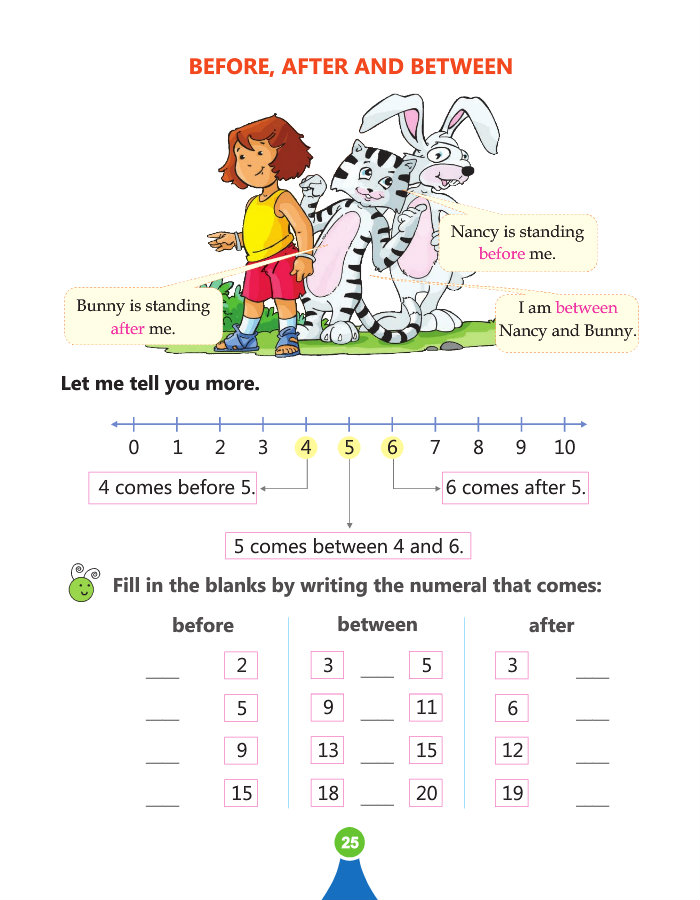 BEFORE, AFTER AND BETWEEN
Nancy is standing
before me.
Bunny is standing
after me.
I am between
Nancy and Bunny.
Let me tell you more.
0 1 2 3 4 5 6 7 8 9 10
4 comes before 5.
6 comes after 5.
5 comes between 4 and 6.
Fill in the blanks by writing the numeral that comes:
before between after
___ 2 3 ___ 5 3 ___
___ 5 9 ___ 11 6 ___
___ 9 13 ___ 15 12 ___
___ 15 18 ___ 20 19 ___
25